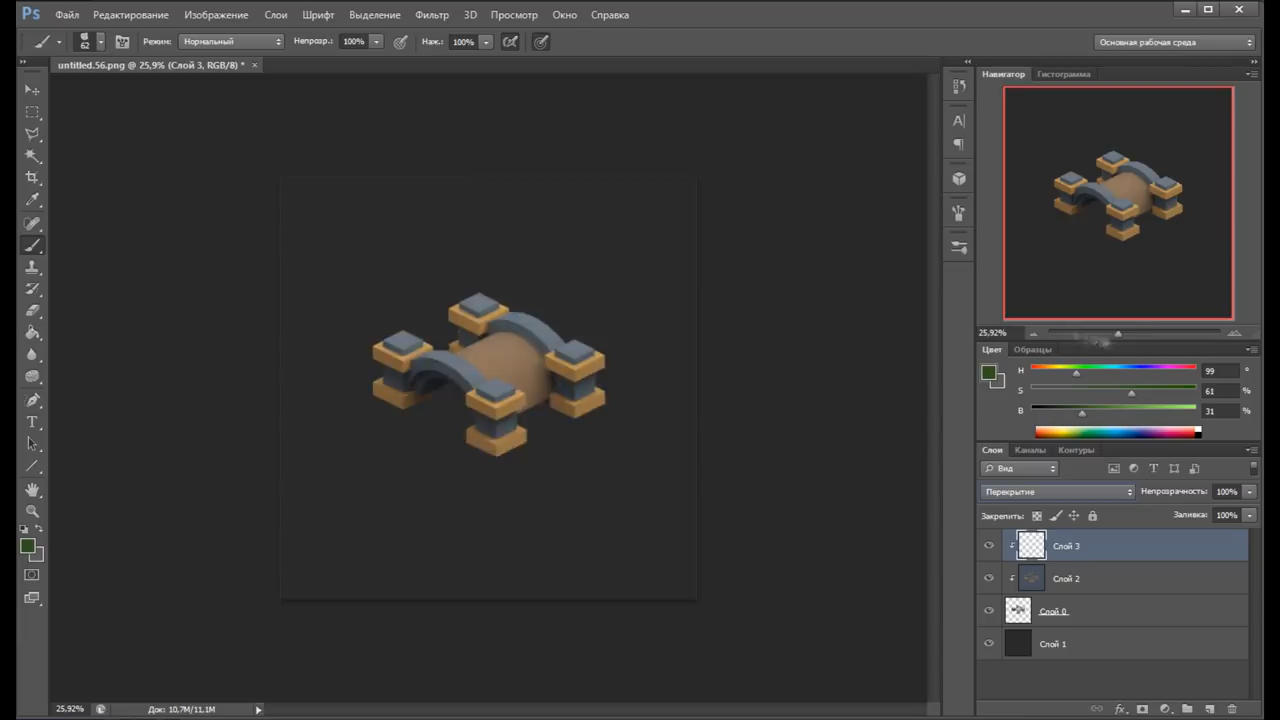 Ps Файл Редактирование Изображение Слои Шрифт Выделение Фильтр 3D Просмотр Окно Справка
62 Режим: Нормальный Непрозр.: 100% Наж.: 100% Основная рабочая среда
untitled.56.png @ 25,9% (Слой 3, RGB/8) *
Навигатор Гистограмма
25,92%
Цвет Образцы
H 99 °
S 61 %
B 31 %
Слои Каналы Контуры
Вид
Перекрытие Непрозрачность: 100%
Закрепить: Заливка: 100%
Слой 3
Слой 2
Слой 0
Слой 1
25,92% Док: 10,7M/11,1M